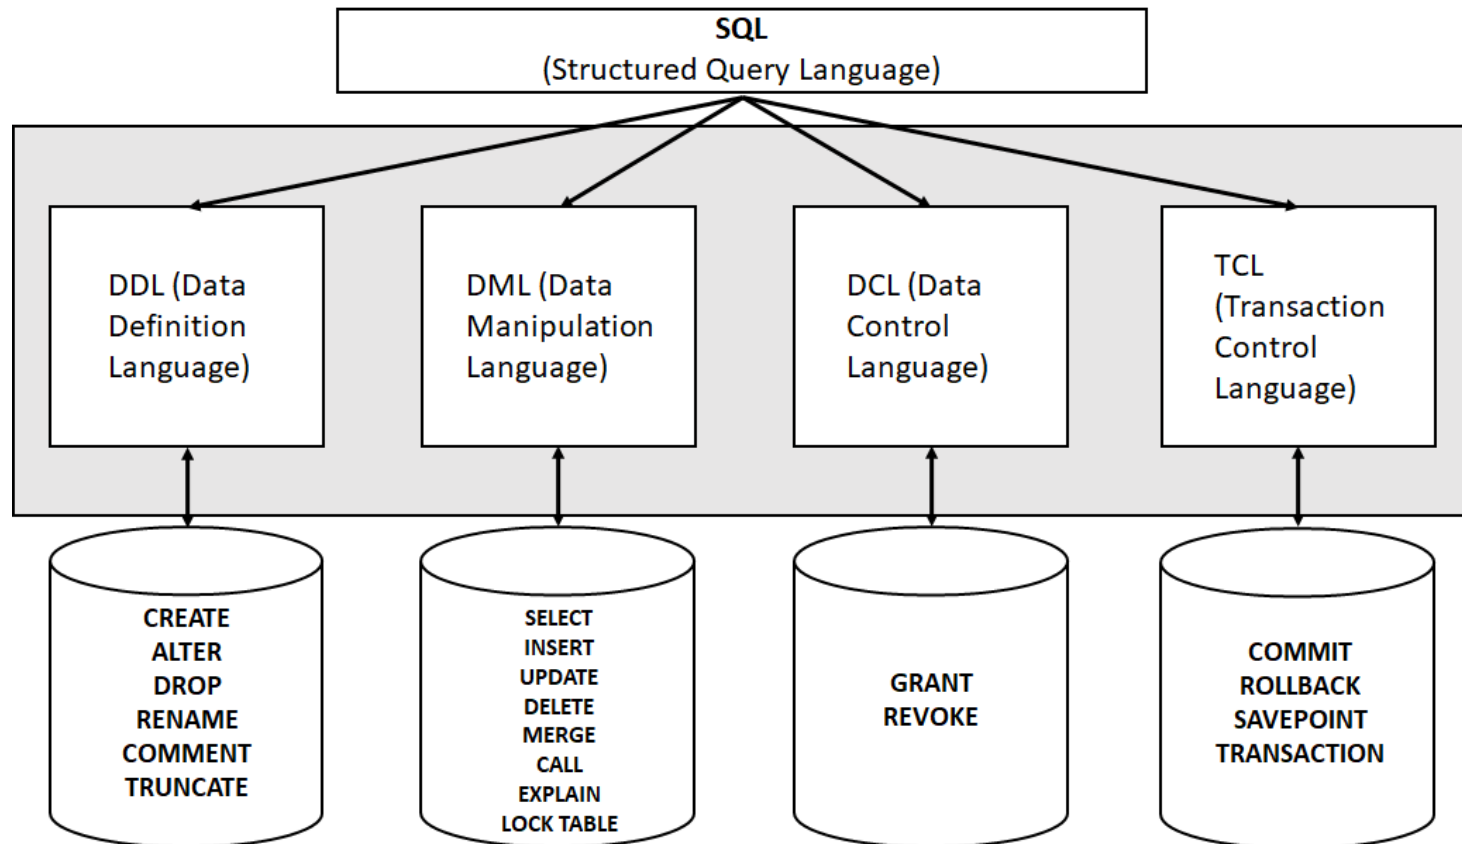 SQL
(Structured Query Language)
DDL (Data
Definition
Language)
DML (Data
Manipulation
Language)
DCL (Data
Control
Language)
TCL
(Transaction
Control
Language)
CREATE
ALTER
DROP
RENAME
COMMENT
TRUNCATE
SELECT
INSERT
UPDATE
DELETE
MERGE
CALL
EXPLAIN
LOCK TABLE
GRANT
REVOKE
COMMIT
ROLLBACK
SAVEPOINT
TRANSACTION